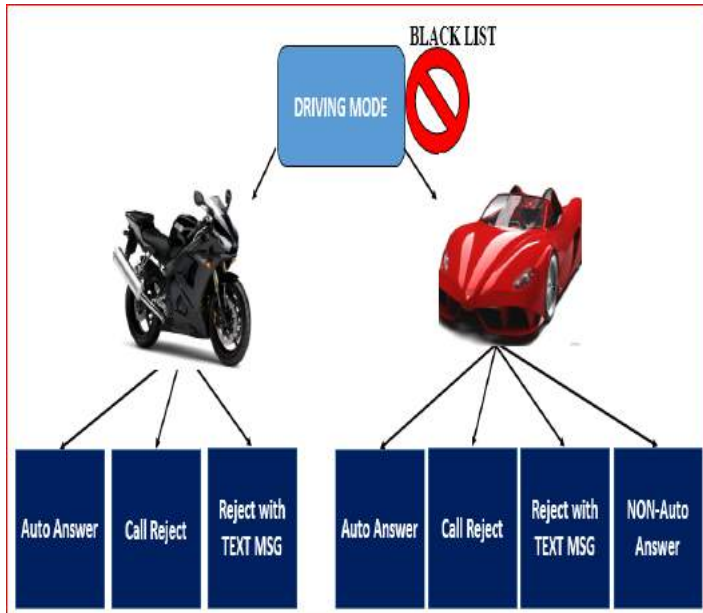 BLACK LIST
DRIVING MODE
Auto Answer
Call Reject
Reject with
TEXT MSG
Auto Answer
Call Reject
Reject with
TEXT MSG
NON-Auto
Answer